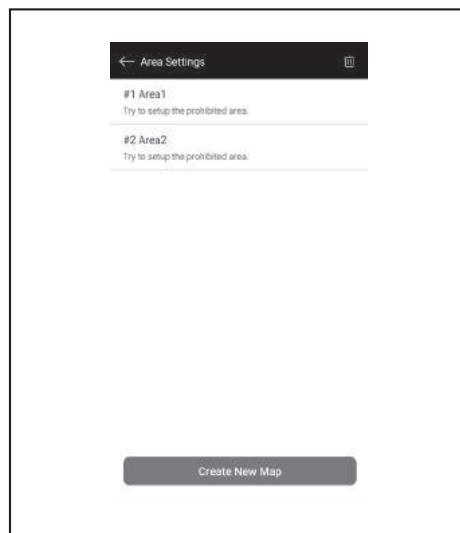 Area Settings
#1 Area1
Try to setup the prohibited area.
#2 Area2
Try to setup the prohibited area.
Create New Map